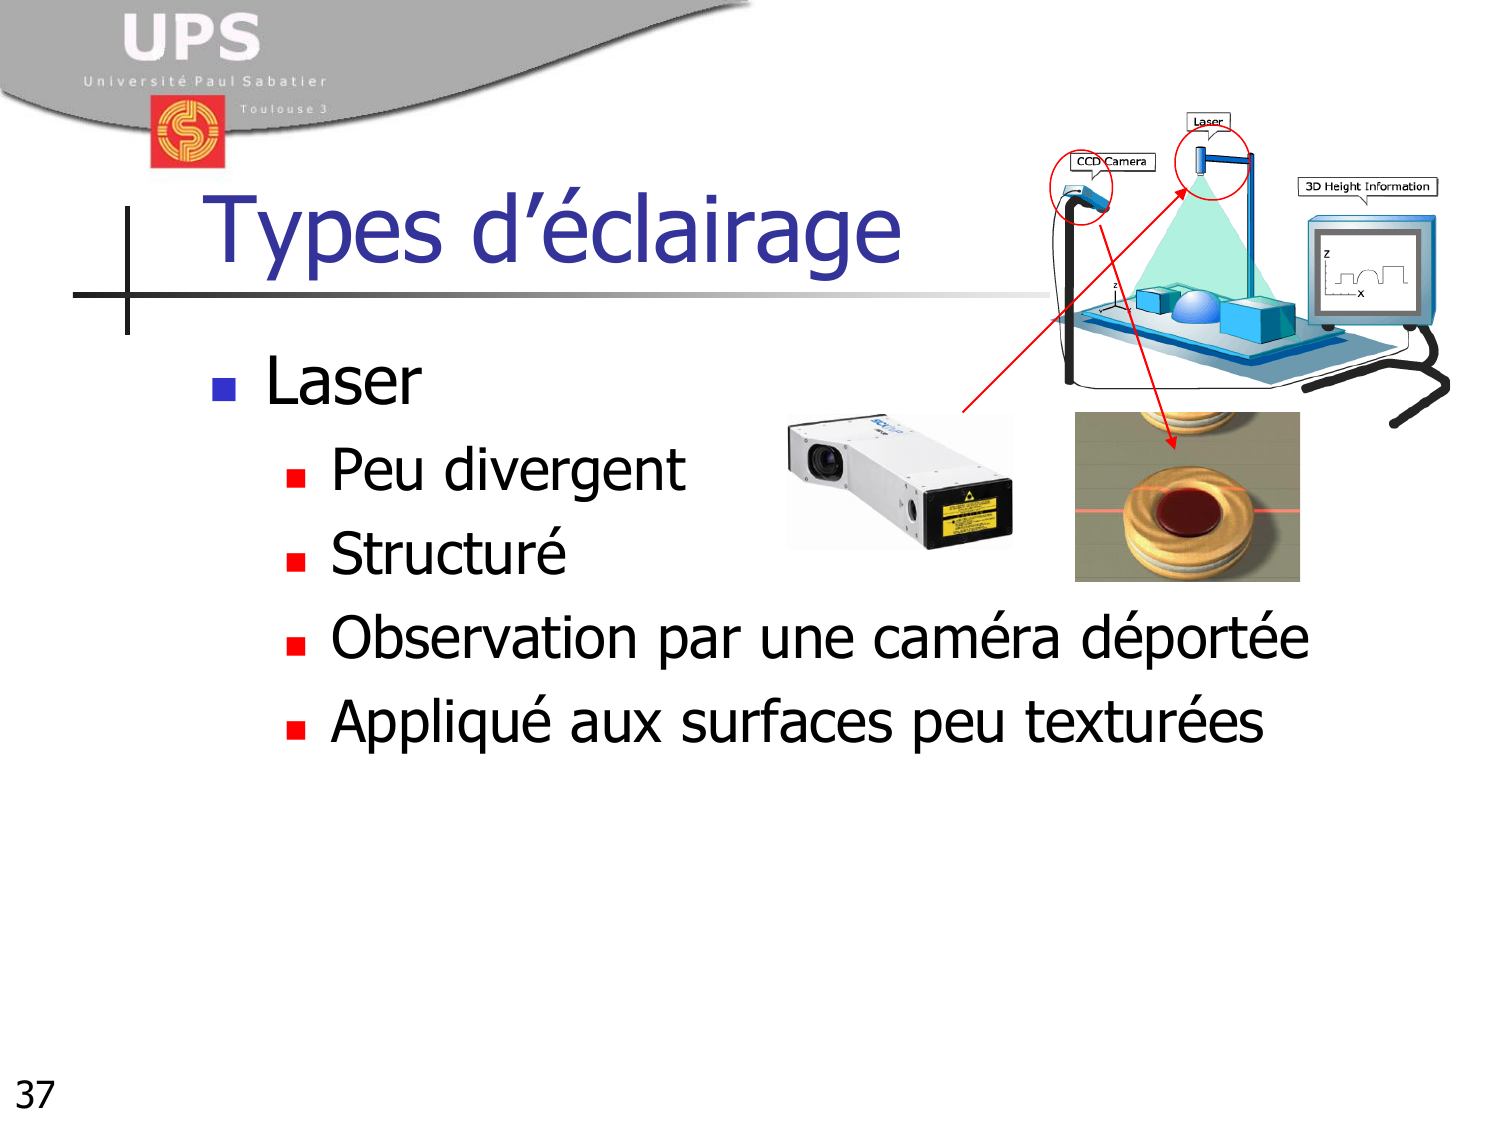 UPS
Université Paul Sabatier
Toulouse 3
Laser
CCD Camera
3D Height Information
Types d’éclairage
Z
X
z
Laser
Peu divergent
Structuré
Observation par une caméra déportée
Appliqué aux surfaces peu texturées
37